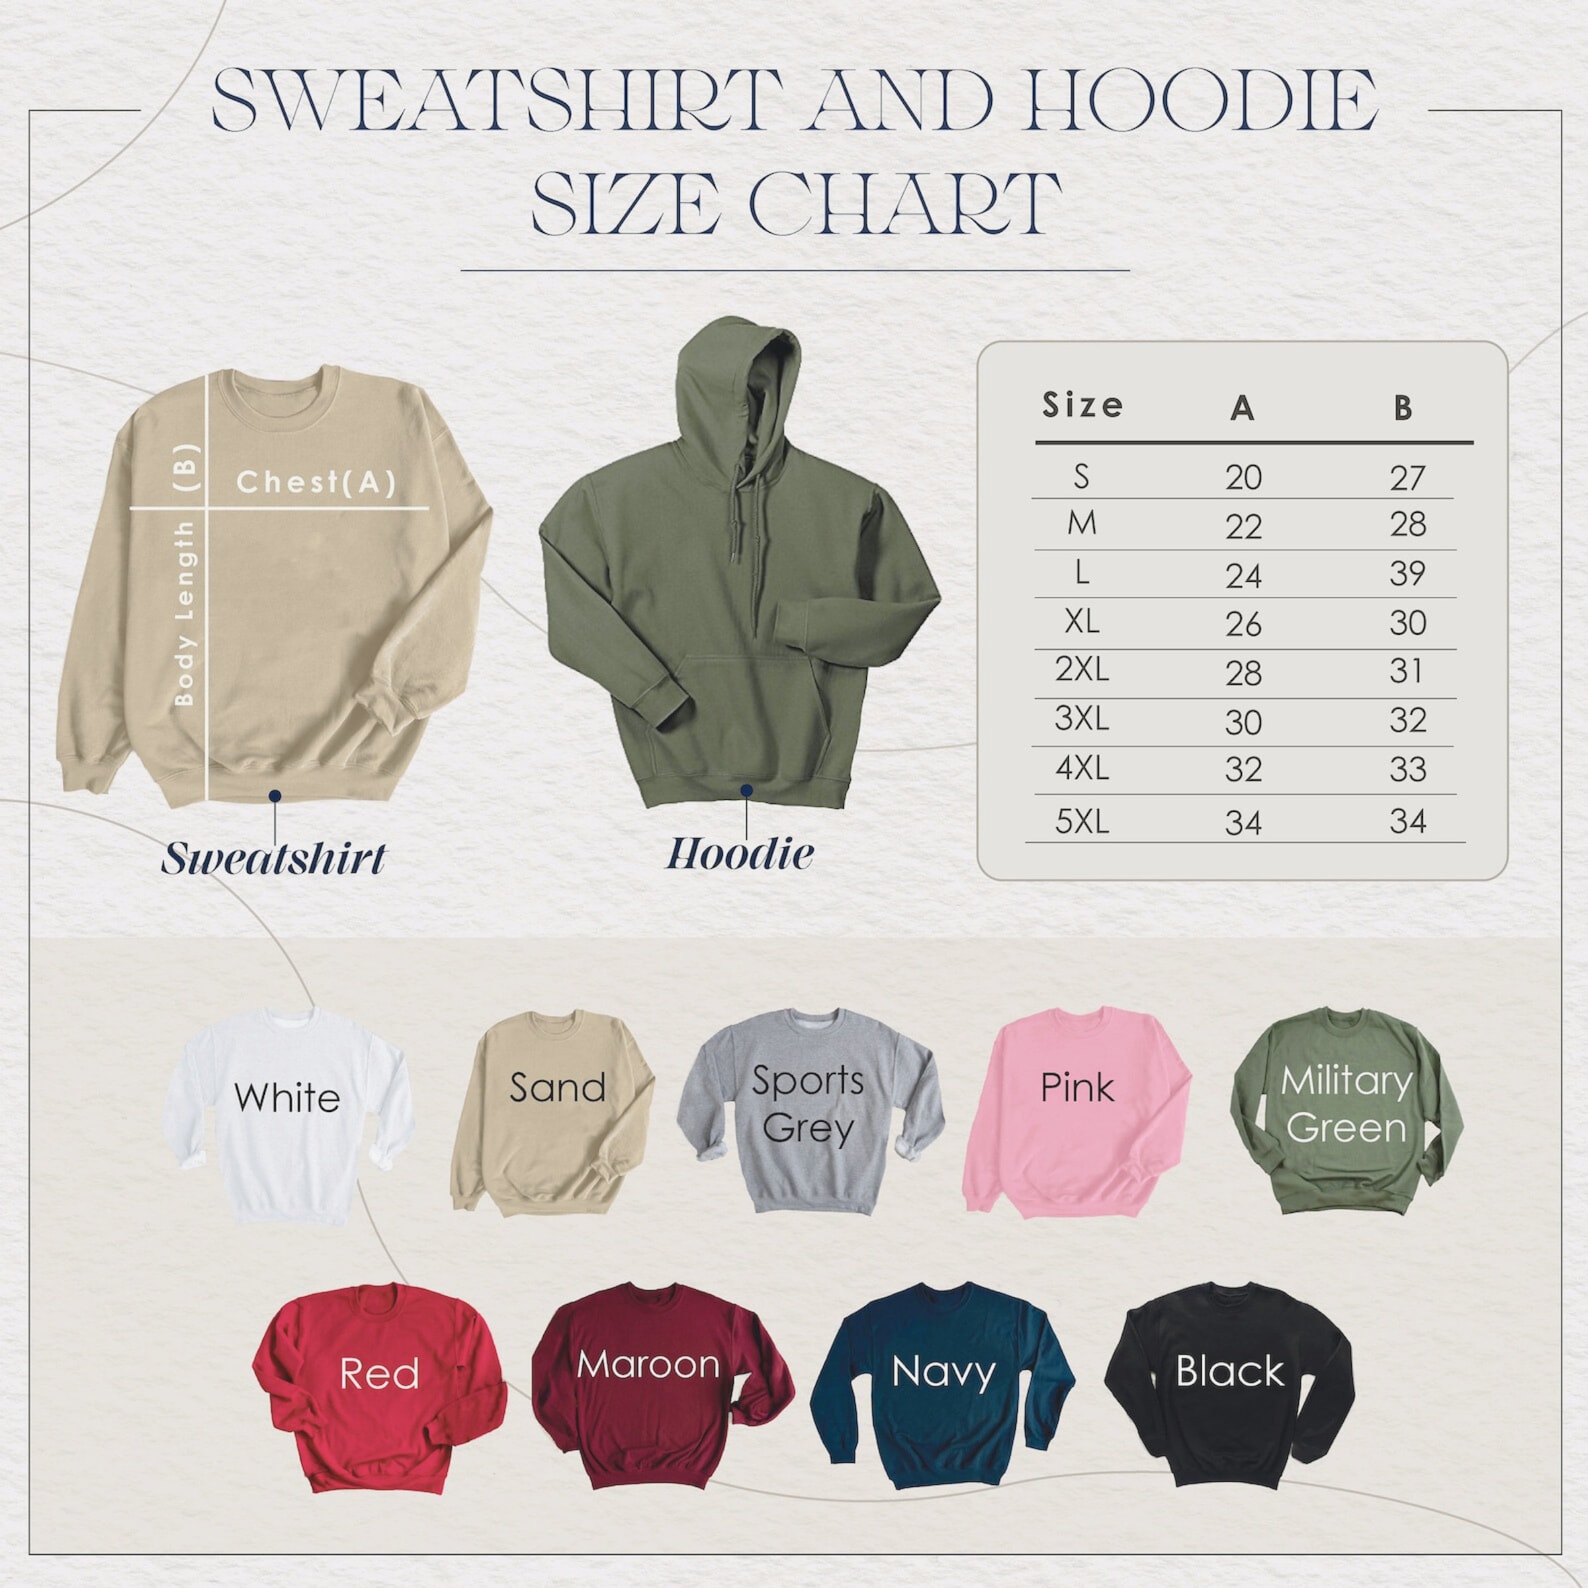 SWEATSHIRT AND HOODIE
SIZE CHART
Chest(A)
Body Length (B)
Sweatshirt
Hoodie
Size A B
S 20 27
M 22 28
L 24 39
XL 26 30
2XL 28 31
3XL 30 32
4XL 32 33
5XL 34 34
White
Sand
Sports
Grey
Pink
Military
Green
Red
Maroon
Navy
Black